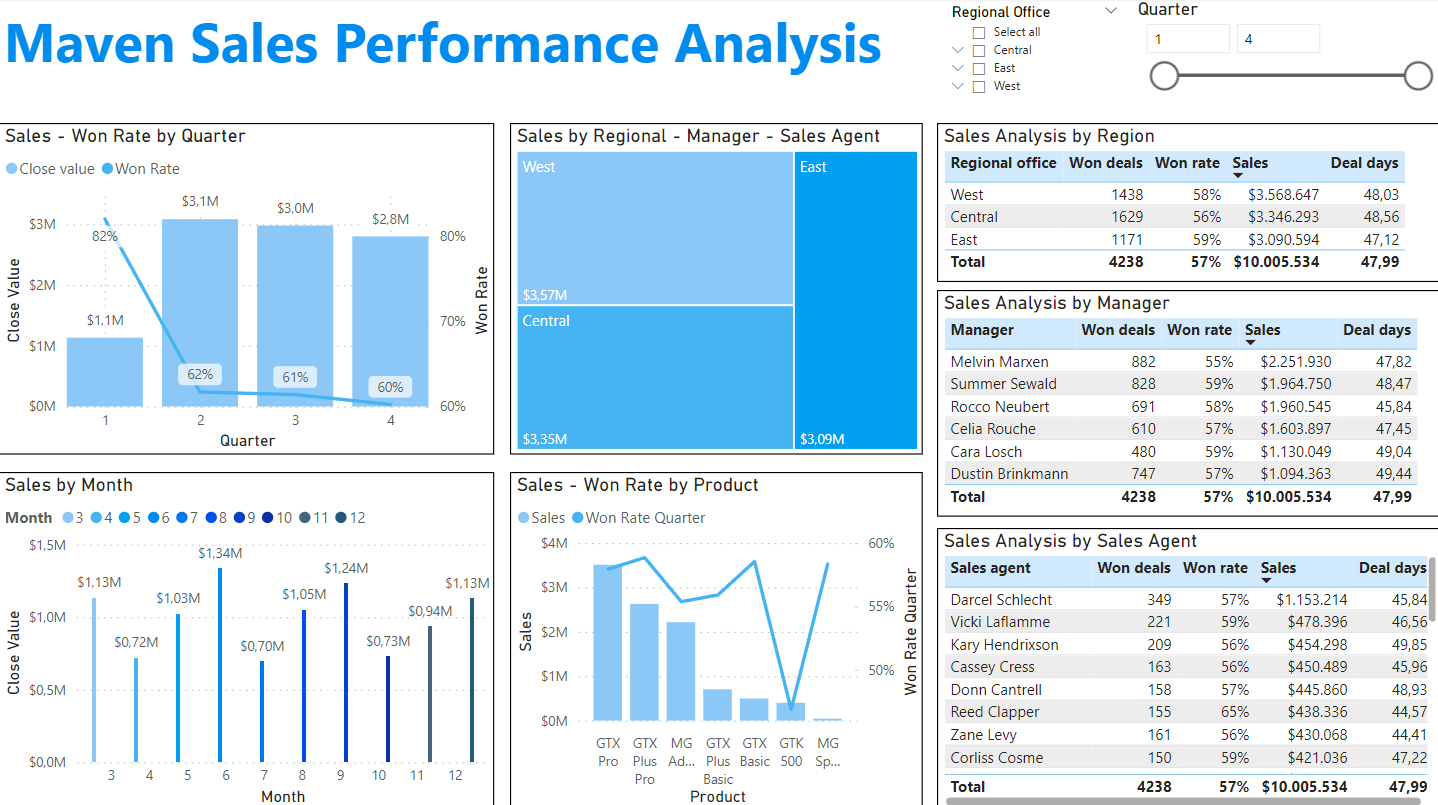 Maven Sales Performance Analysis
Regional Office
Select all
Central
East
West
Quarter
1 4
Sales - Won Rate by Quarter
Close value Won Rate
$3M
$2M
$1M
$0M
Close Value
$1,1M $3,1M $3,0M $2,8M
82% 62% 61% 60%
80%
70%
60%
Won Rate
1 2 3 4
Quarter
Sales by Regional - Manager - Sales Agent
West
$3,57M
Central
$3,35M
East
$3,09M
Sales Analysis by Region
Regional office Won deals Won rate Sales Deal days
West 1438 58% $3.568.647 48,03
Central 1629 56% $3.346.293 48,56
East 1171 59% $3.090.594 47,12
Total 4238 57% $10.005.534 47,99
Sales Analysis by Manager
Manager Won deals Won rate Sales Deal days
Melvin Marxen 882 55% $2.251.930 47,82
Summer Sewald 828 59% $1.964.750 48,47
Rocco Neubert 691 58% $1.960.545 45,84
Celia Rouche 610 57% $1.603.897 47,45
Cara Losch 480 59% $1.130.049 49,04
Dustin Brinkmann 747 57% $1.094.363 49,44
Total 4238 57% $10.005.534 47,99
Sales by Month
Month 3 4 5 6 7 8 9 10 11 12
$1,5M
$1,0M
$0,5M
$0,0M
Close Value
$1,13M $0,72M $1,03M $1,34M $0,70M $1,05M $1,24M $0,73M $0,94M $1,13M
3 4 5 6 7 8 9 10 11 12
Month
Sales - Won Rate by Product
Sales Won Rate Quarter
$4M
$3M
$2M
$1M
$0M
Sales
60%
55%
50%
Won Rate Quarter
GTX Pro
GTX Plus Pro
MG Ad...
GTX Plus Basic
GTX Basic
GTK 500
MG Sp...
Product
Sales Analysis by Sales Agent
Sales agent Won deals Won rate Sales Deal days
Darcel Schlecht 349 57% $1.153.214 45,84
Vicki Laflamme 221 59% $478.396 46,56
Kary Hendrixson 209 56% $454.298 49,85
Cassey Cress 163 56% $450.489 45,96
Donn Cantrell 158 57% $445.860 48,93
Reed Clapper 155 65% $438.336 44,57
Zane Levy 161 56% $430.068 44,41
Corliss Cosme 150 59% $421.036 47,22
Total 4238 57% $10.005.534 47,99